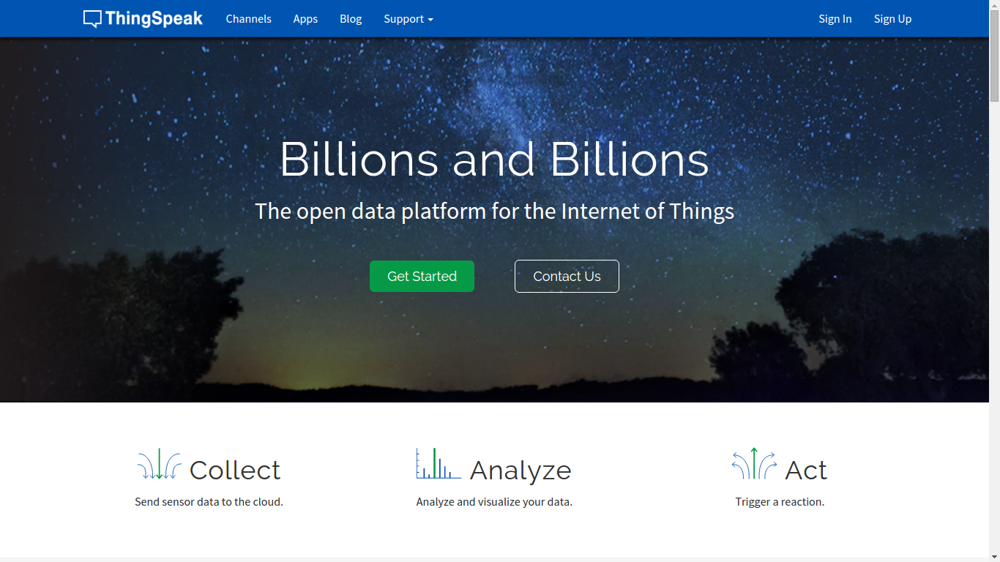 ThingSpeak Channels Apps Blog Support Sign In Sign Up
Billions and Billions
The open data platform for the Internet of Things
Get Started Contact Us
Collect Analyze Act
Send sensor data to the cloud. Analyze and visualize your data. Trigger a reaction.